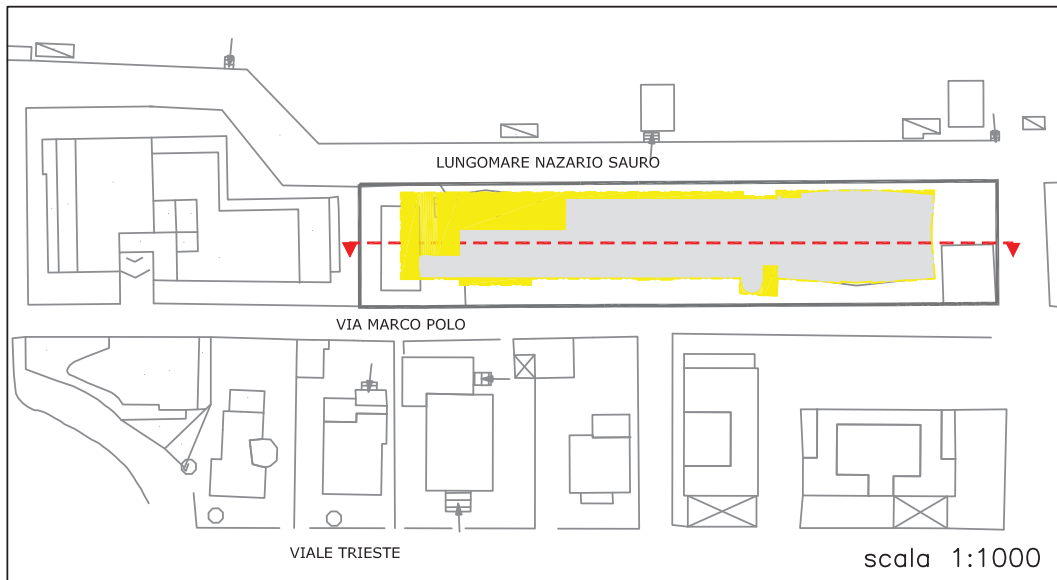 LUNGOMARE NAZARIO SAURO
VIA MARCO POLO
VIALE TRIESTE
scala 1:1000